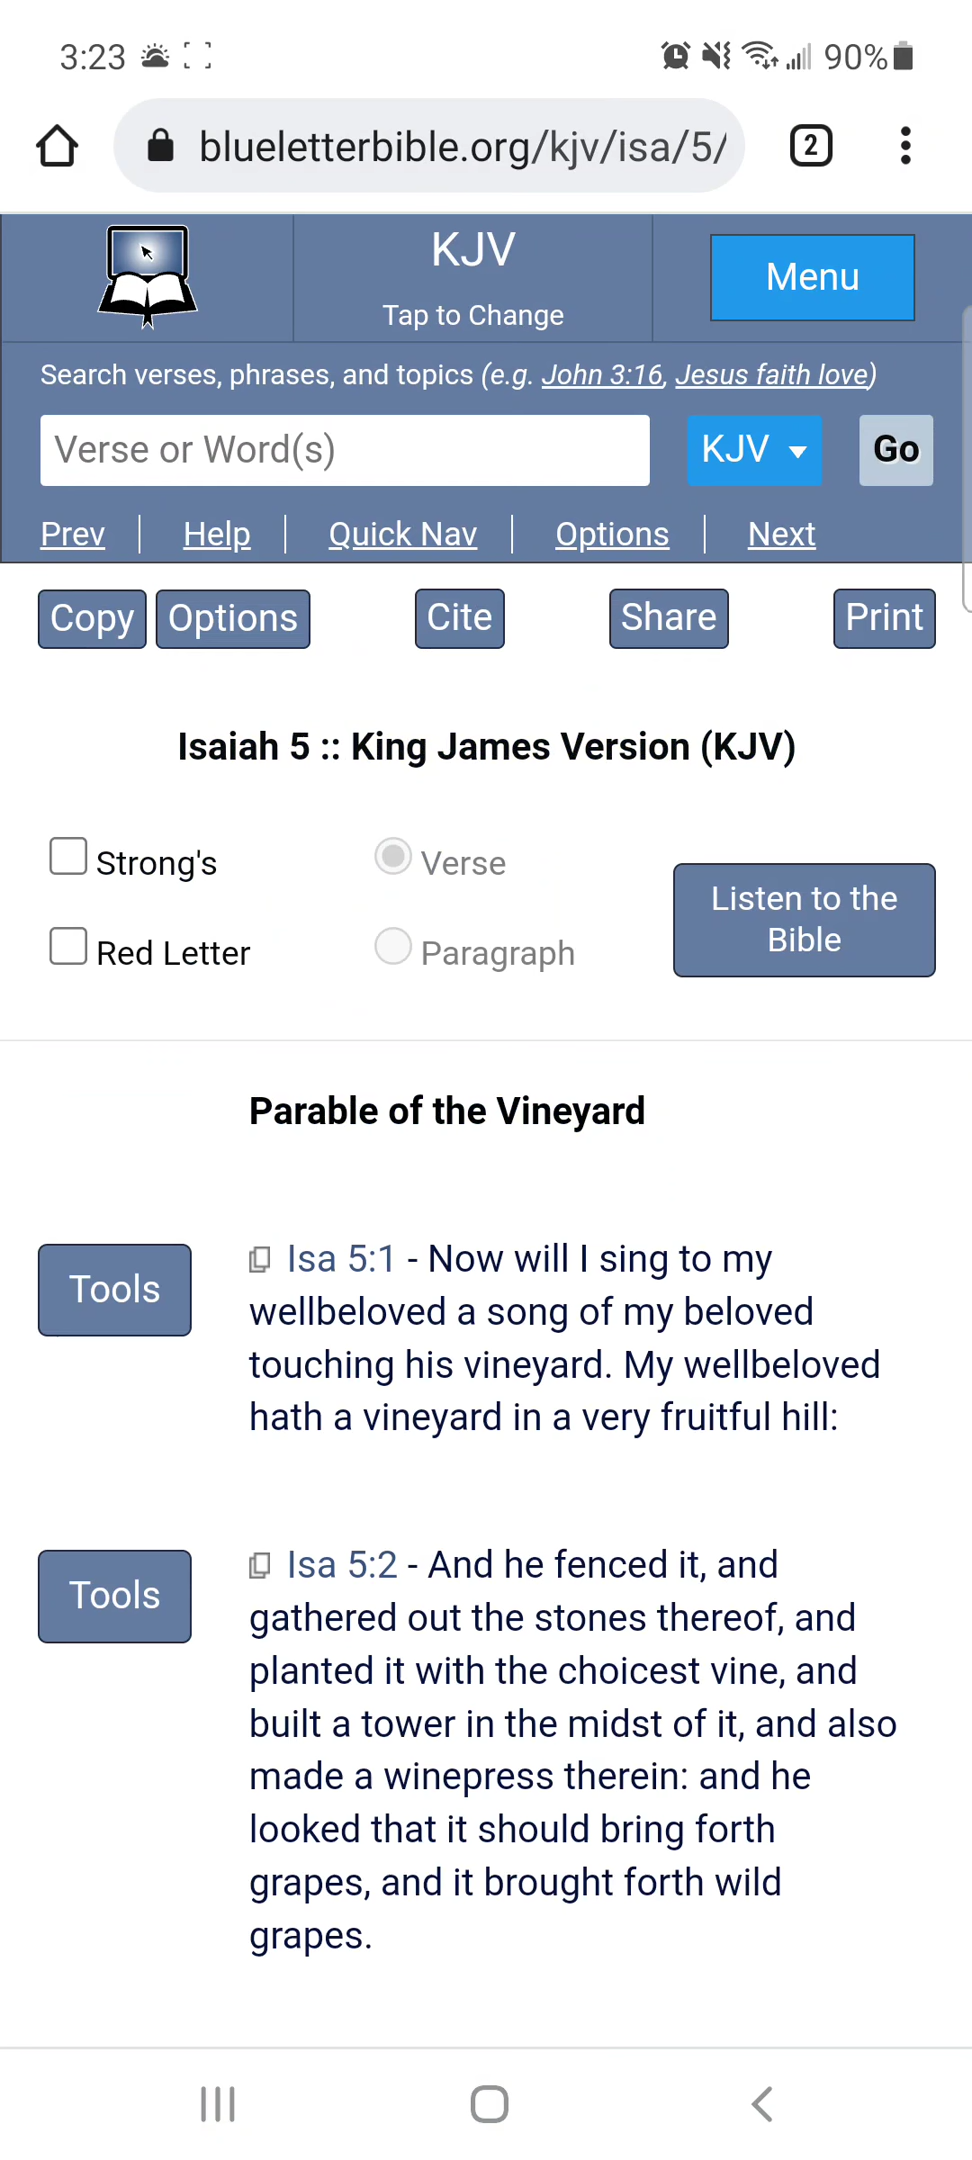 3:23
90%
blueletterbible.org/kjv/isa/5/
2
KJV
Tap to Change
Menu
Search verses, phrases, and topics (e.g. John 3:16, Jesus faith love)
Verse or Word(s)
KJV
Go
Prev | Help | Quick Nav | Options | Next
Copy Options Cite Share Print
Isaiah 5 :: King James Version (KJV)
Strong's
Verse
Red Letter
Paragraph
Listen to the
Bible
Parable of the Vineyard
Tools
Isa 5:1 - Now will I sing to my
wellbeloved a song of my beloved
touching his vineyard. My wellbeloved
hath a vineyard in a very fruitful hill:
Tools
Isa 5:2 - And he fenced it, and
gathered out the stones thereof, and
planted it with the choicest vine, and
built a tower in the midst of it, and also
made a winepress therein: and he
looked that it should bring forth
grapes, and it brought forth wild
grapes.